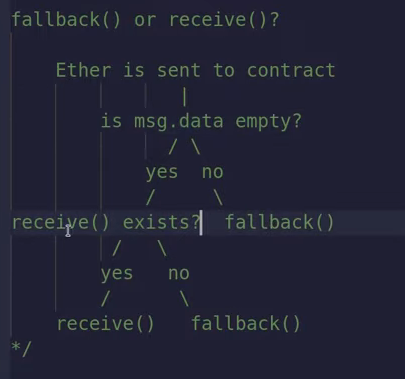 fallback() or receive()?
Ether is sent to contract
|
is msg.data empty?
/ \
yes no
/ \
receive() exists? fallback()
/ \
yes no
/ \
receive() fallback()
*/